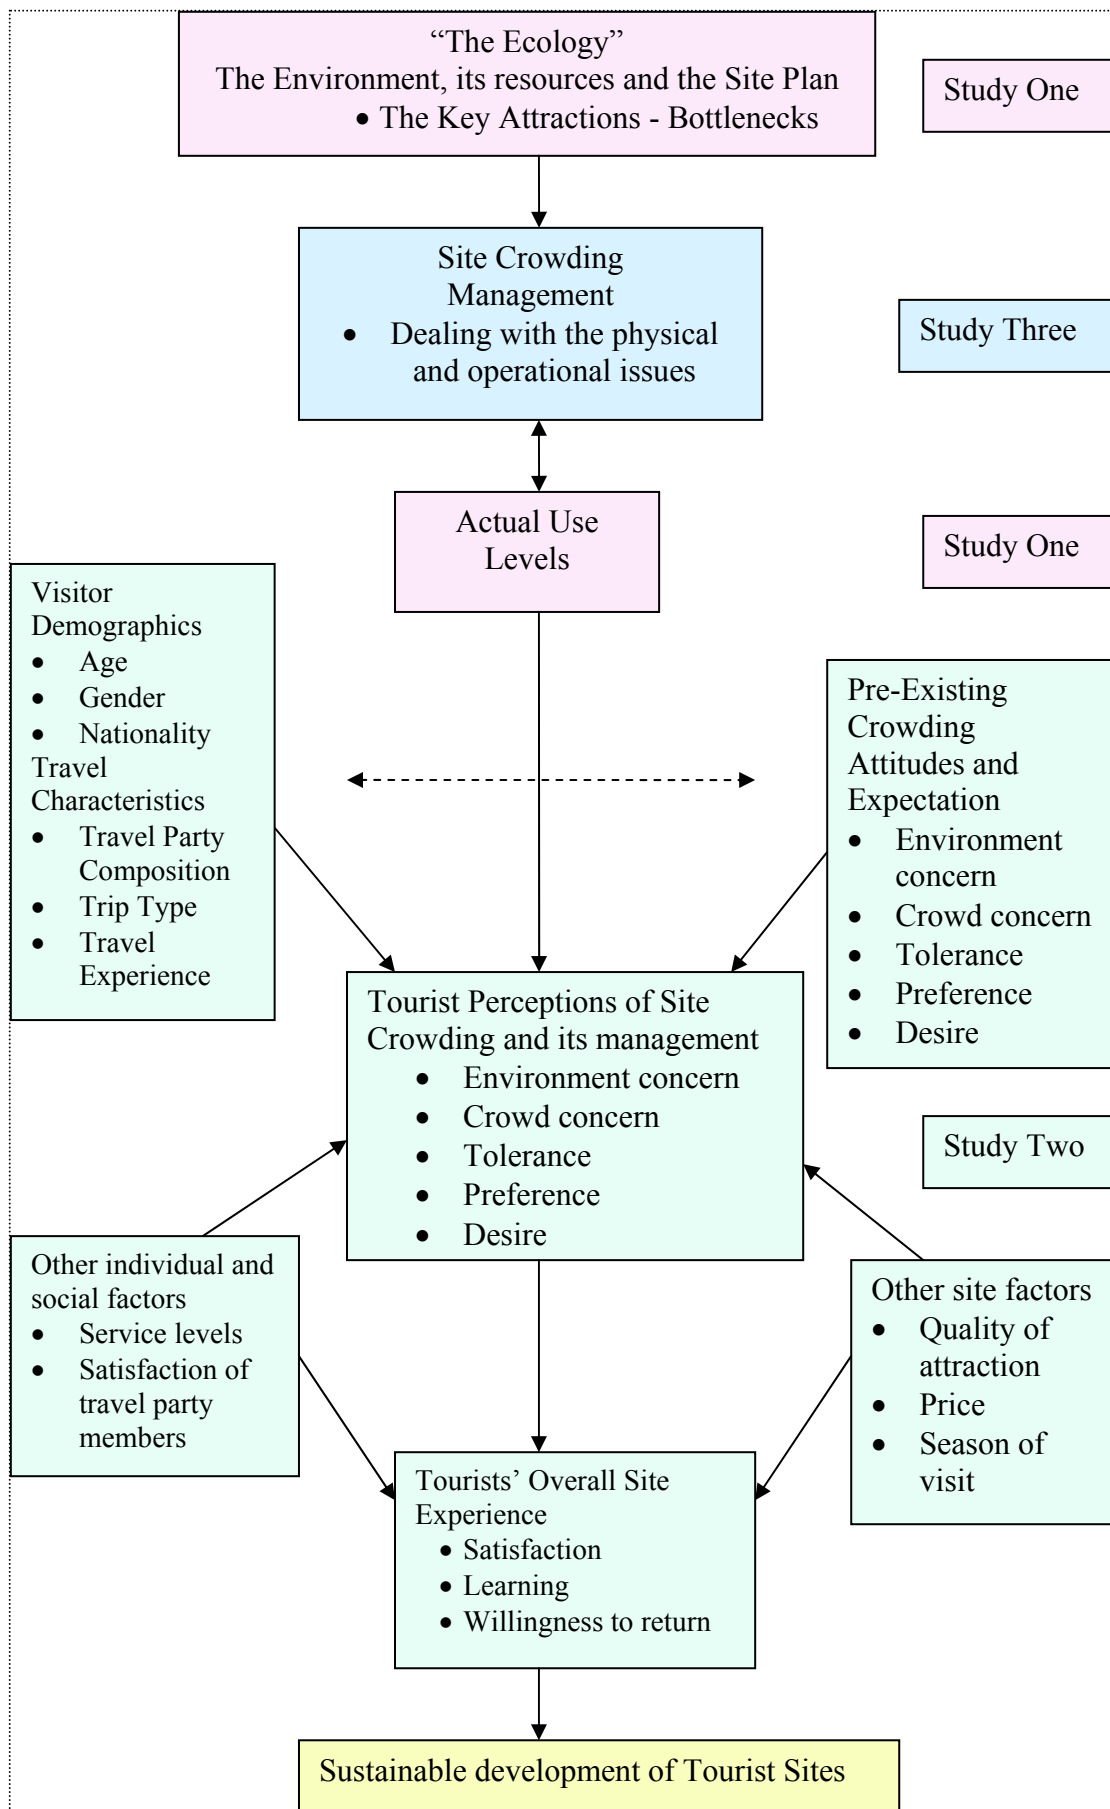 “The Ecology”
The Environment, its resources and the Site Plan
• The Key Attractions - Bottlenecks
Study One
Site Crowding
Management
• Dealing with the physical
and operational issues
Study Three
Actual Use
Levels
Study One
Visitor
Demographics
• Age
• Gender
• Nationality
Travel
Characteristics
• Travel Party
Composition
• Trip Type
• Travel
Experience
Pre-Existing
Crowding
Attitudes and
Expectation
• Environment
concern
• Crowd concern
• Tolerance
• Preference
• Desire
Tourist Perceptions of Site
Crowding and its management
• Environment concern
• Crowd concern
• Tolerance
• Preference
• Desire
Study Two
Other individual and
social factors
• Service levels
• Satisfaction of
travel party
members
Other site factors
• Quality of
attraction
• Price
• Season of
visit
Tourists’ Overall Site
Experience
• Satisfaction
• Learning
• Willingness to return
Sustainable development of Tourist Sites